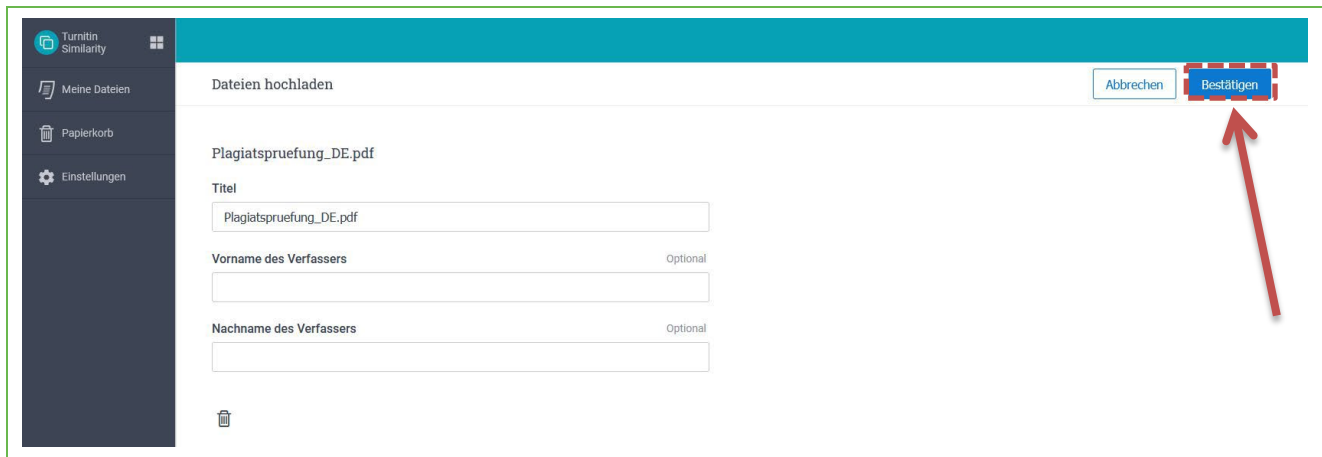 Turnitin
Similarity
Meine Dateien
Papierkorb
Einstellungen
Dateien hochladen
Abbrechen
Bestätigen
Plagiatspruefung_DE.pdf
Titel
Plagiatspruefung_DE.pdf
Vorname des Verfassers Optional
Nachname des Verfassers Optional